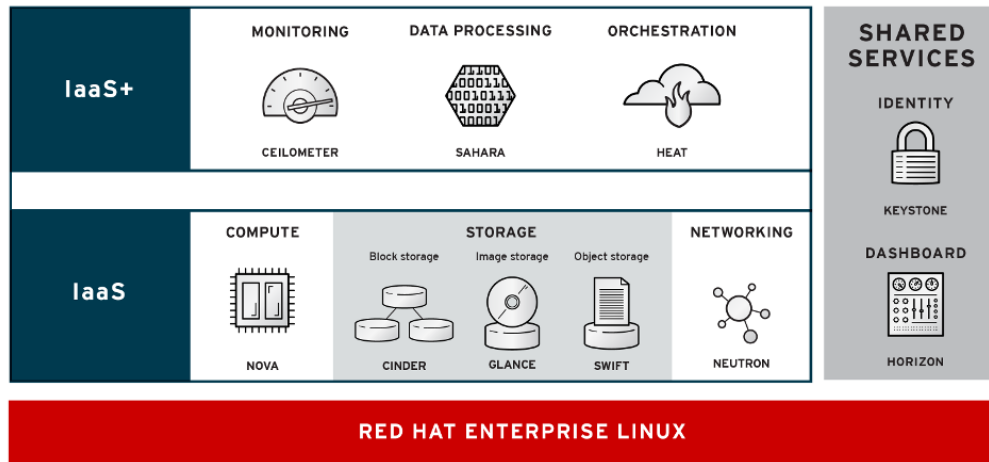 IaaS+
MONITORING
DATA PROCESSING
ORCHESTRATION
CEILOMETER
SAHARA
HEAT
IaaS
COMPUTE
STORAGE
NETWORKING
Block storage
Image storage
Object storage
NOVA
CINDER
GLANCE
SWIFT
NEUTRON
SHARED
SERVICES
IDENTITY
KEYSTONE
DASHBOARD
HORIZON
RED HAT ENTERPRISE LINUX